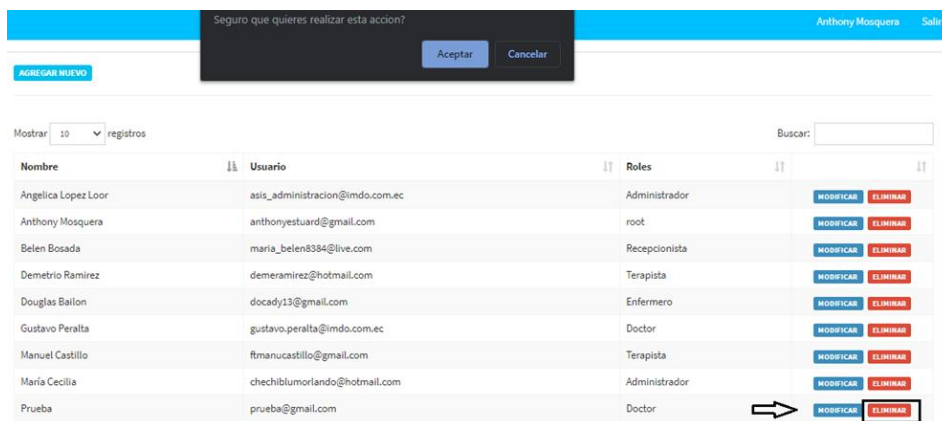 Seguro que quieres realizar esta accion?
Anthony Mosquera Salir
Aceptar Cancelar
AGREGAR NUEVO
Mostrar 10 registros Buscar:
Nombre Usuario Roles
Angelica Lopez Loor asis_administracion@imdo.com.ec Administrador MODIFICAR ELIMINAR
Anthony Mosquera anthonyestuard@gmail.com root MODIFICAR ELIMINAR
Belen Bosada maria_belen8384@live.com Recepcionista MODIFICAR ELIMINAR
Demetrio Ramirez demeramirez@hotmail.com Terapista MODIFICAR ELIMINAR
Douglas Bailon docady13@gmail.com Enfermero MODIFICAR ELIMINAR
Gustavo Peralta gustavo.peralta@imdo.com.ec Doctor MODIFICAR ELIMINAR
Manuel Castillo ftmanucastillo@gmail.com Terapista MODIFICAR ELIMINAR
María Cecilia chechiblumorlando@hotmail.com Administrador MODIFICAR ELIMINAR
Prueba prueba@gmail.com Doctor MODIFICAR ELIMINAR